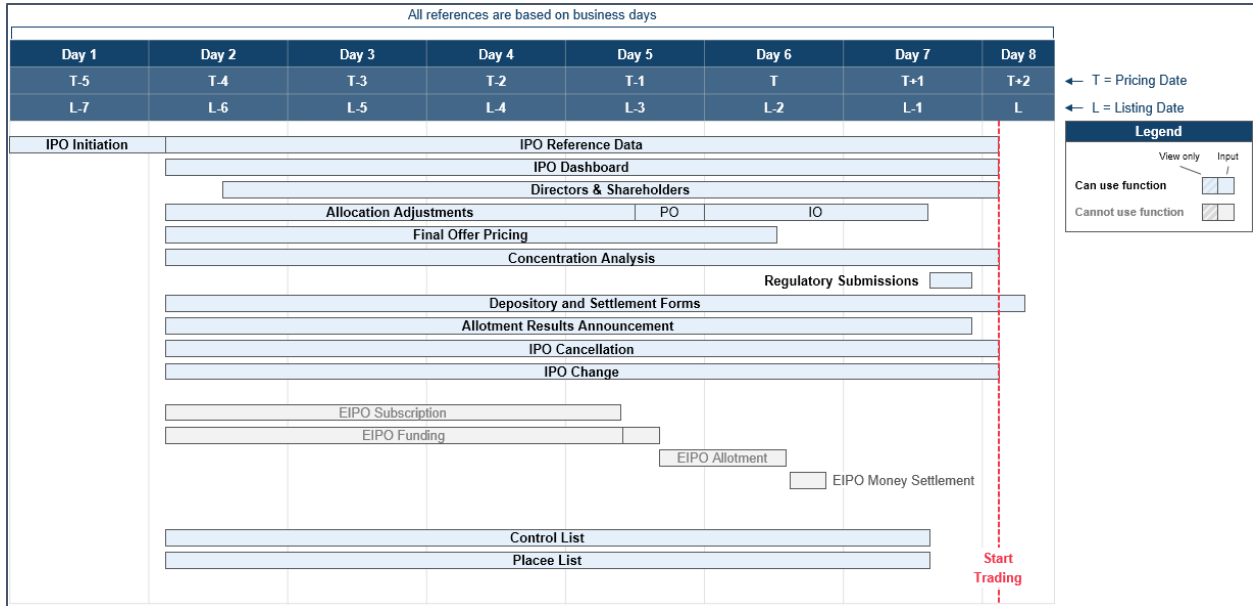 All references are based on business days
Day 1 Day 2 Day 3 Day 4 Day 5 Day 6 Day 7 Day 8
T-5 T-4 T-3 T-2 T-1 T T+1 T+2 ← T = Pricing Date
L-7 L-6 L-5 L-4 L-3 L-2 L-1 L ← L = Listing Date
Legend
View only Input
Can use function
Cannot use function
IPO Initiation IPO Reference Data
IPO Dashboard
Directors & Shareholders
Allocation Adjustments PO IO
Final Offer Pricing
Concentration Analysis
Regulatory Submissions
Depository and Settlement Forms
Allotment Results Announcement
IPO Cancellation
IPO Change
EIPO Subscription
EIPO Funding
EIPO Allotment
EIPO Money Settlement
Control List
Placee List
Start
Trading